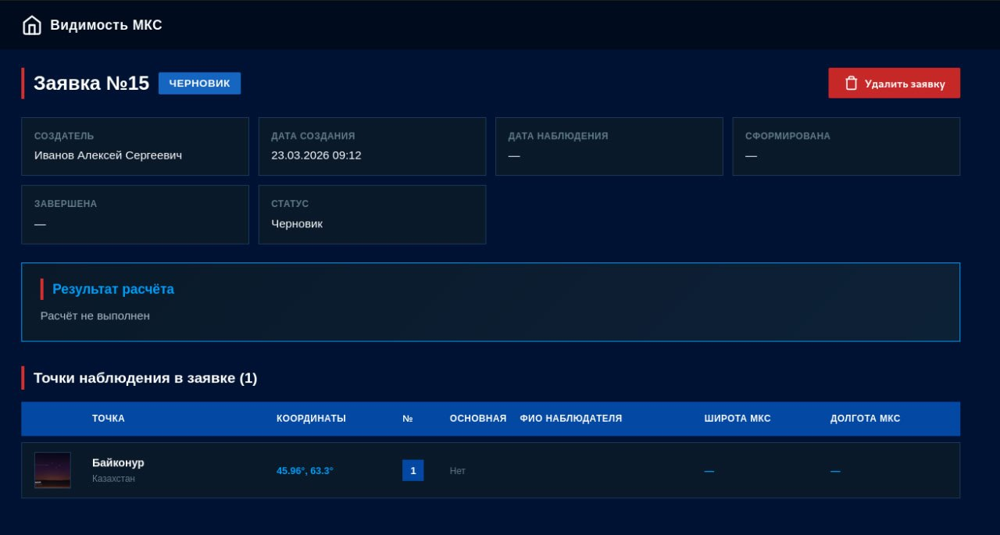 Видимость МКС
Заявка №15 ЧЕРНОВИК Удалить заявку
СОЗДАТЕЛЬ ДАТА СОЗДАНИЯ ДАТА НАБЛЮДЕНИЯ СФОРМИРОВАНА
Иванов Алексей Сергеевич 23.03.2026 09:12 — —
ЗАВЕРШЕНА СТАТУС
— Черновик
Результат расчёта
Расчёт не выполнен
Точки наблюдения в заявке (1)
ТОЧКА КООРДИНАТЫ № ОСНОВНАЯ ФИО НАБЛЮДАТЕЛЯ ШИРОТА МКС ДОЛГОТА МКС
Байконур
Казахстан
45.96°, 63.3° 1 Нет — —